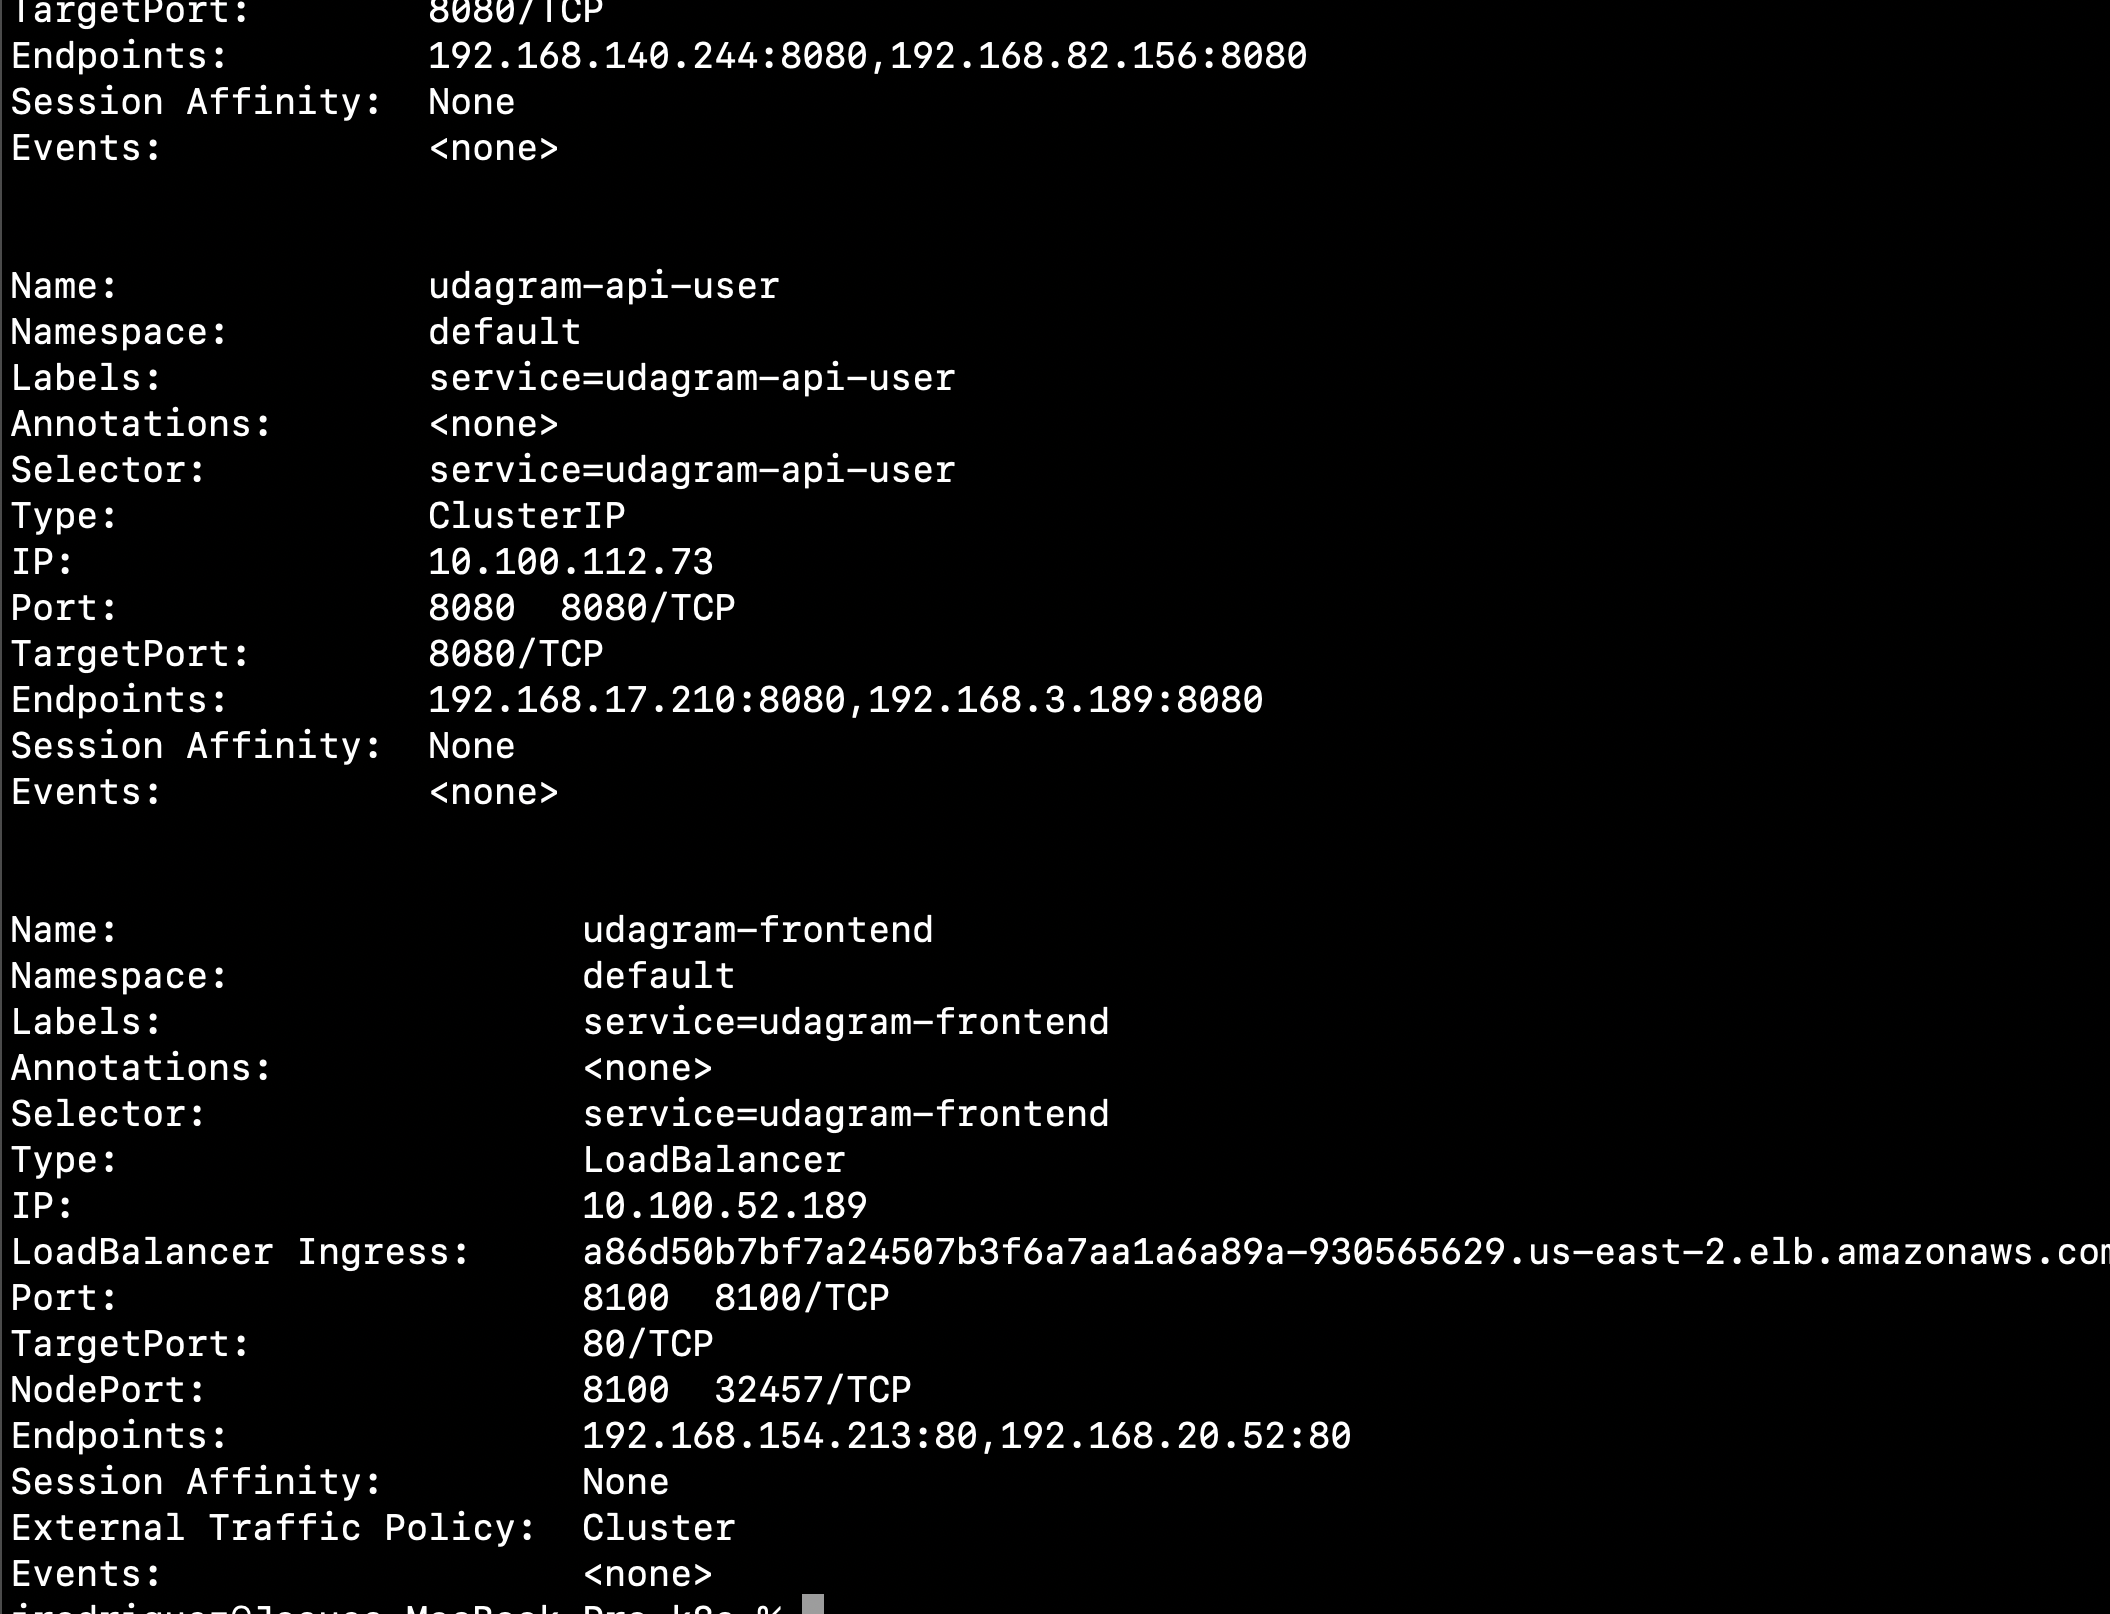 TargetPort: 8080/TCP
Endpoints: 192.168.140.244:8080,192.168.82.156:8080
Session Affinity: None
Events: <none>
Name: udagram-api-user
Namespace: default
Labels: service=udagram-api-user
Annotations: <none>
Selector: service=udagram-api-user
Type: ClusterIP
IP: 10.100.112.73
Port: 8080 8080/TCP
TargetPort: 8080/TCP
Endpoints: 192.168.17.210:8080,192.168.3.189:8080
Session Affinity: None
Events: <none>
Name: udagram-frontend
Namespace: default
Labels: service=udagram-frontend
Annotations: <none>
Selector: service=udagram-frontend
Type: LoadBalancer
IP: 10.100.52.189
LoadBalancer Ingress: a86d50b7bf7a24507b3f6a7aa1a6a89a-930565629.us-east-2.elb.amazonaws.com
Port: 8100 8100/TCP
TargetPort: 80/TCP
NodePort: 8100 32457/TCP
Endpoints: 192.168.154.213:80,192.168.20.52:80
Session Affinity: None
External Traffic Policy: Cluster
Events: <none>
MacBook Pro k8s %